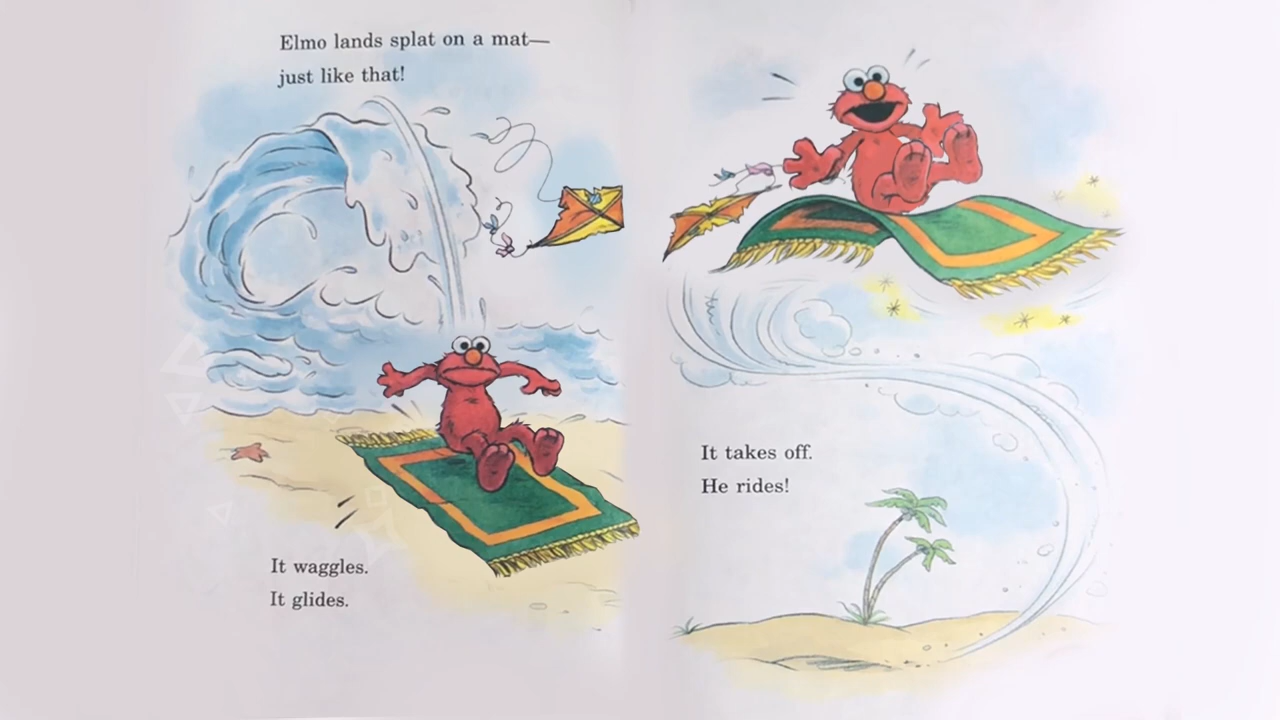 Elmo lands splat on a mat—
just like that!
It waggles.
It glides.
It takes off.
He rides!